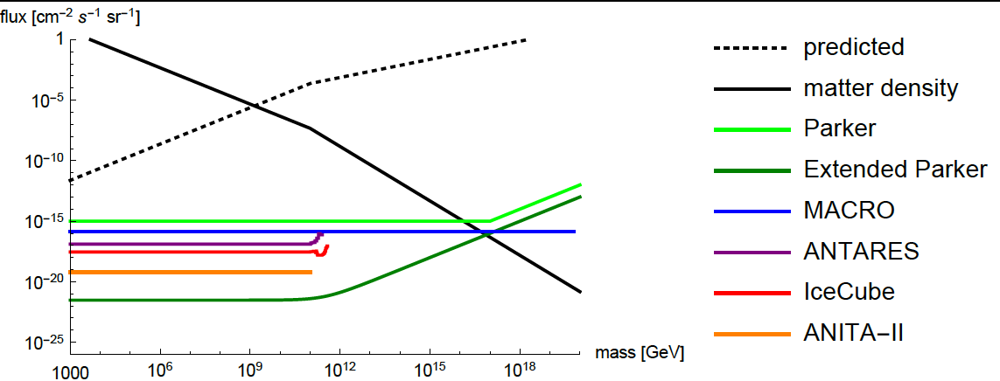 flux [cm⁻² s⁻¹ sr⁻¹]
1
10⁻⁵
10⁻¹⁰
10⁻¹⁵
10⁻²⁰
10⁻²⁵
1000
10⁶
10⁹
10¹²
10¹⁵
10¹⁸
mass [GeV]
predicted
matter density
Parker
Extended Parker
MACRO
ANTARES
IceCube
ANITA−II